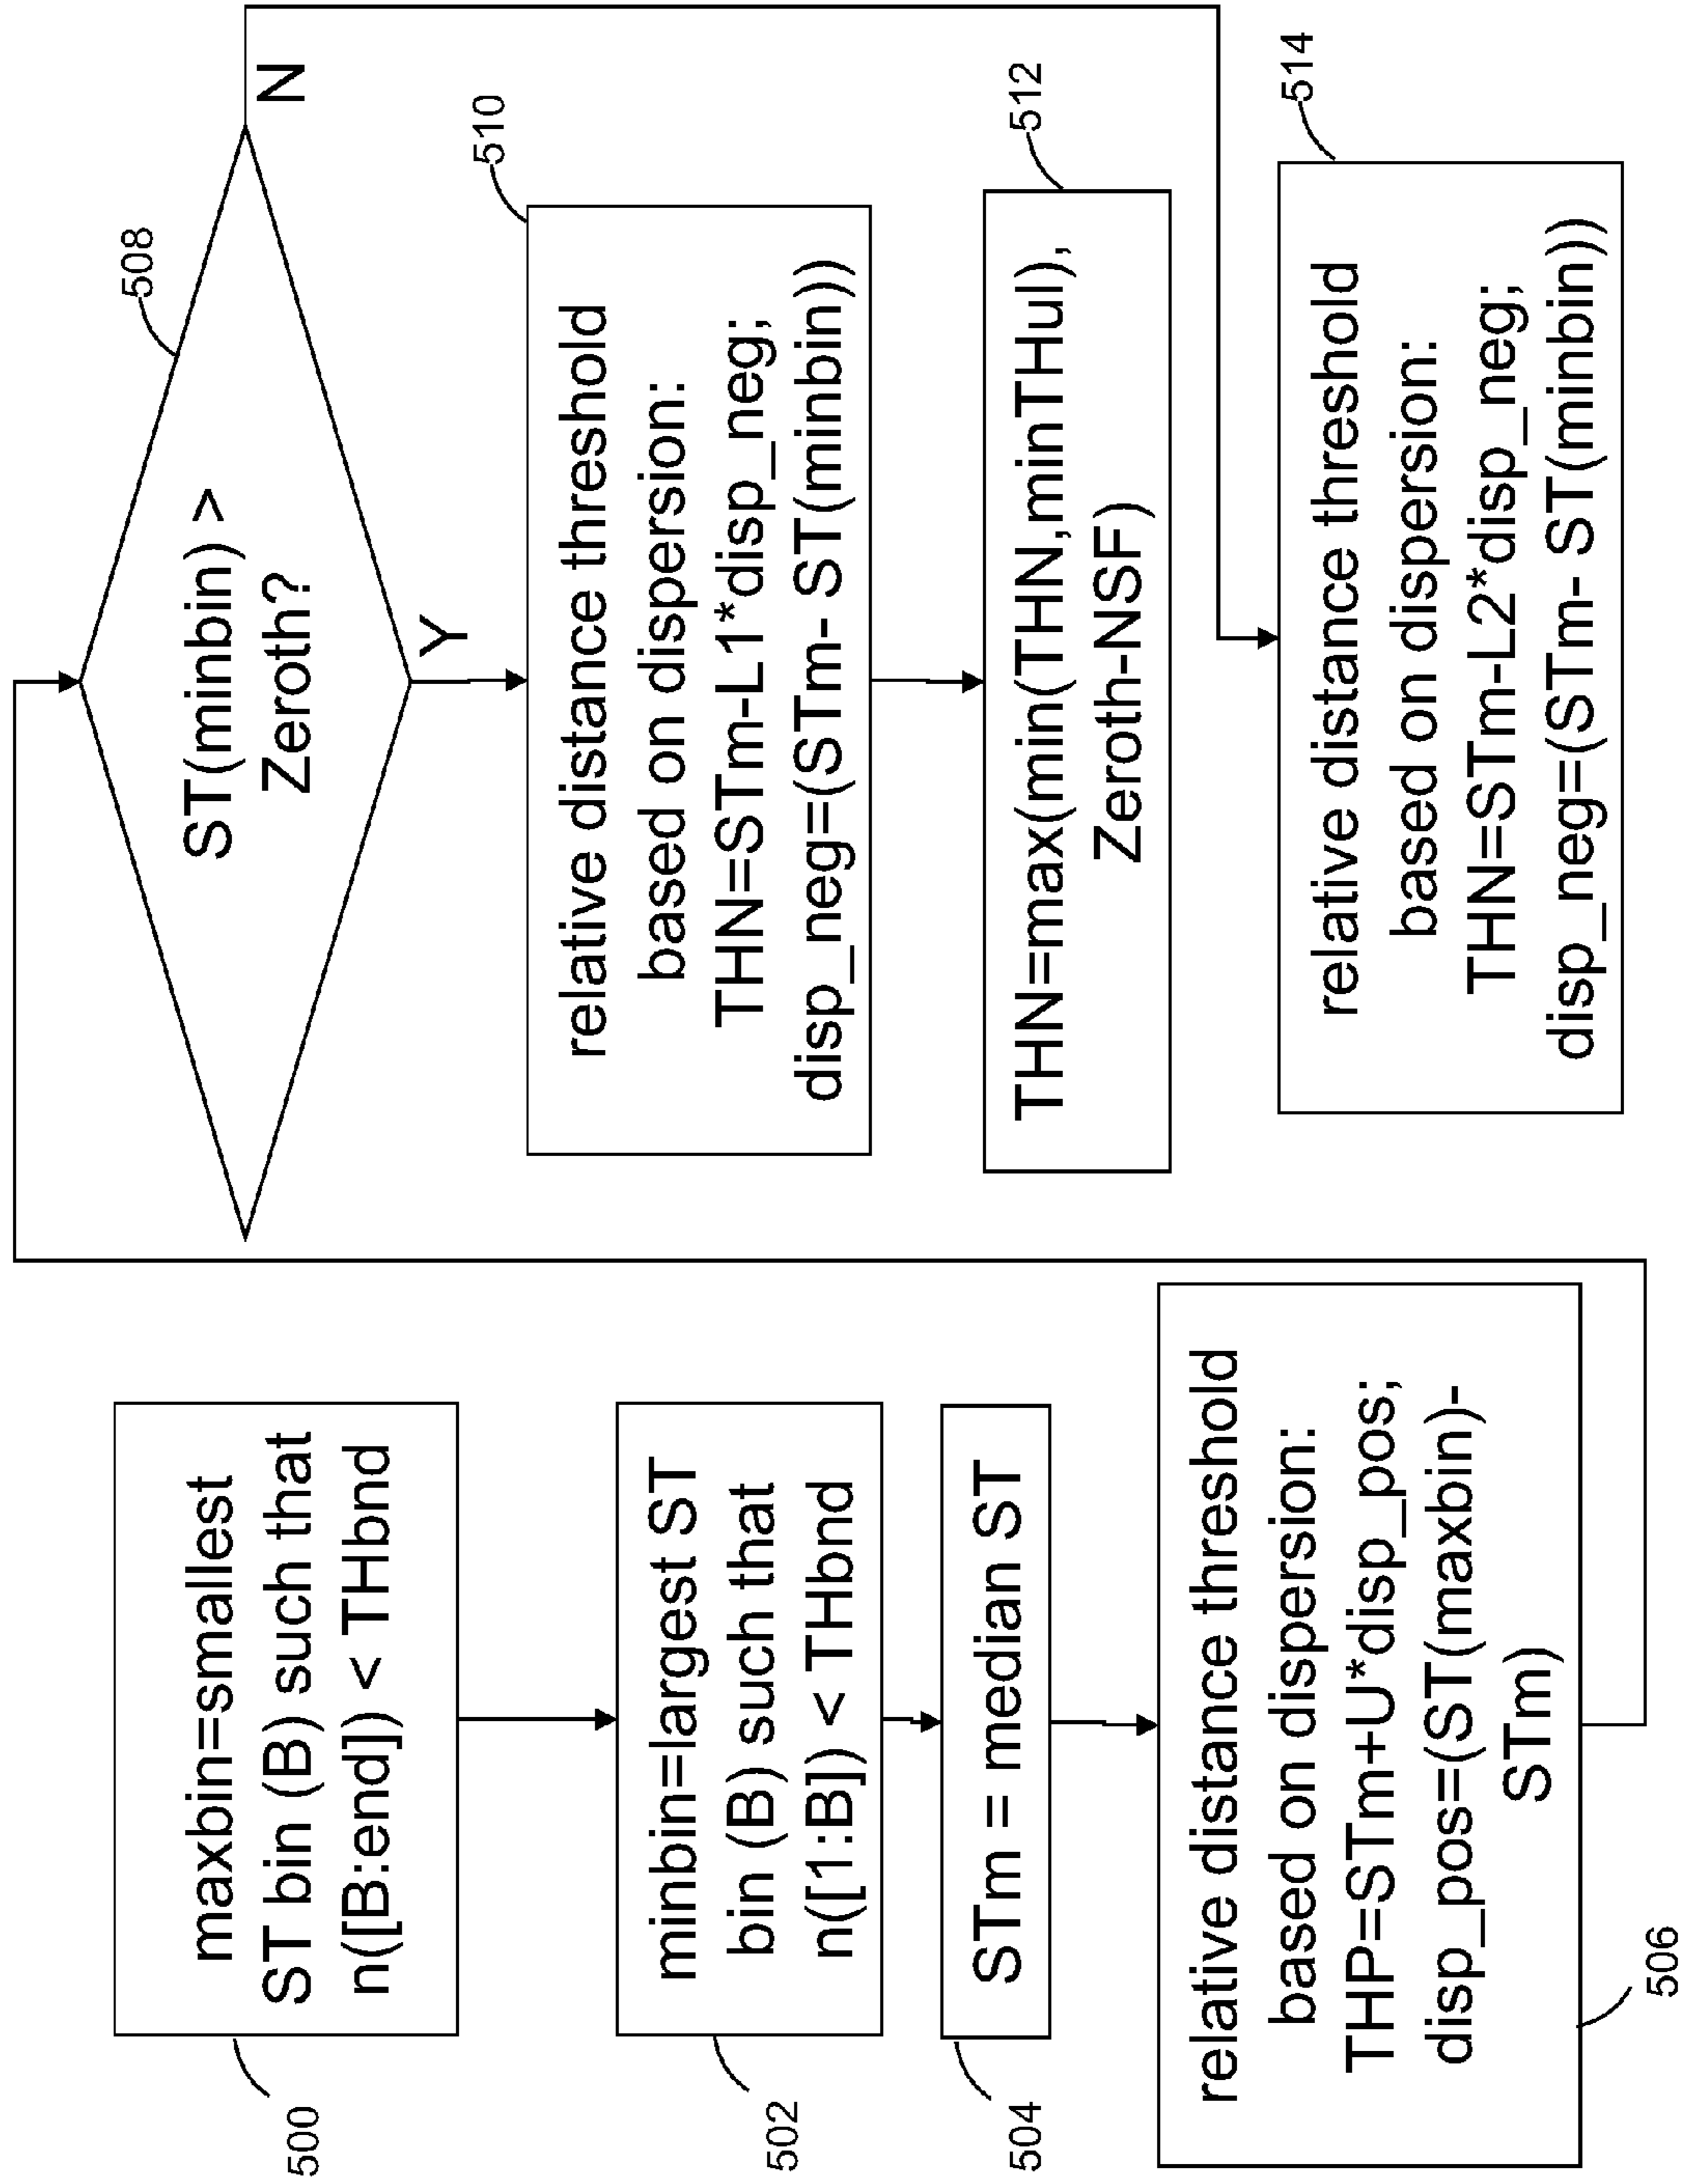 maxbin=smallest
ST bin (B) such that
n([B:end]) < THbnd
500
minbin=largest ST
bin (B) such that
n([1:B]) < THbnd
502
STm = median ST
504
relative distance threshold
based on dispersion:
THP=STm+U*disp_pos;
disp_pos=(ST(maxbin)-
STm)
506
ST(minbin) >
Zeroth?
508
Y
N
relative distance threshold
based on dispersion:
THN=STm-L1*disp_neg;
disp_neg=(STm- ST(minbin))
510
THN=max(min(THN,minTHul),
Zeroth-NSF)
512
relative distance threshold
based on dispersion:
THN=STm-L2*disp_neg;
disp_neg=(STm- ST(minbin))
514